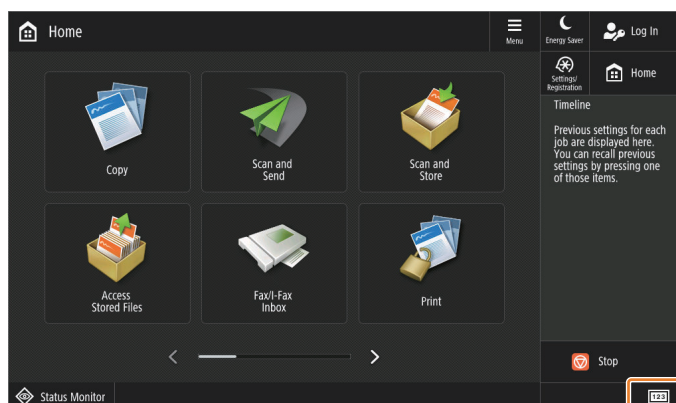 Home
Menu
Energy Saver
Log In
Settings/
Registration
Home
Copy
Scan and
Send
Scan and
Store
Access
Stored Files
Fax/I-Fax
Inbox
Print
Timeline
Previous settings for each
job are displayed here.
You can recall previous
settings by pressing one
of those items.
Stop
Status Monitor
123